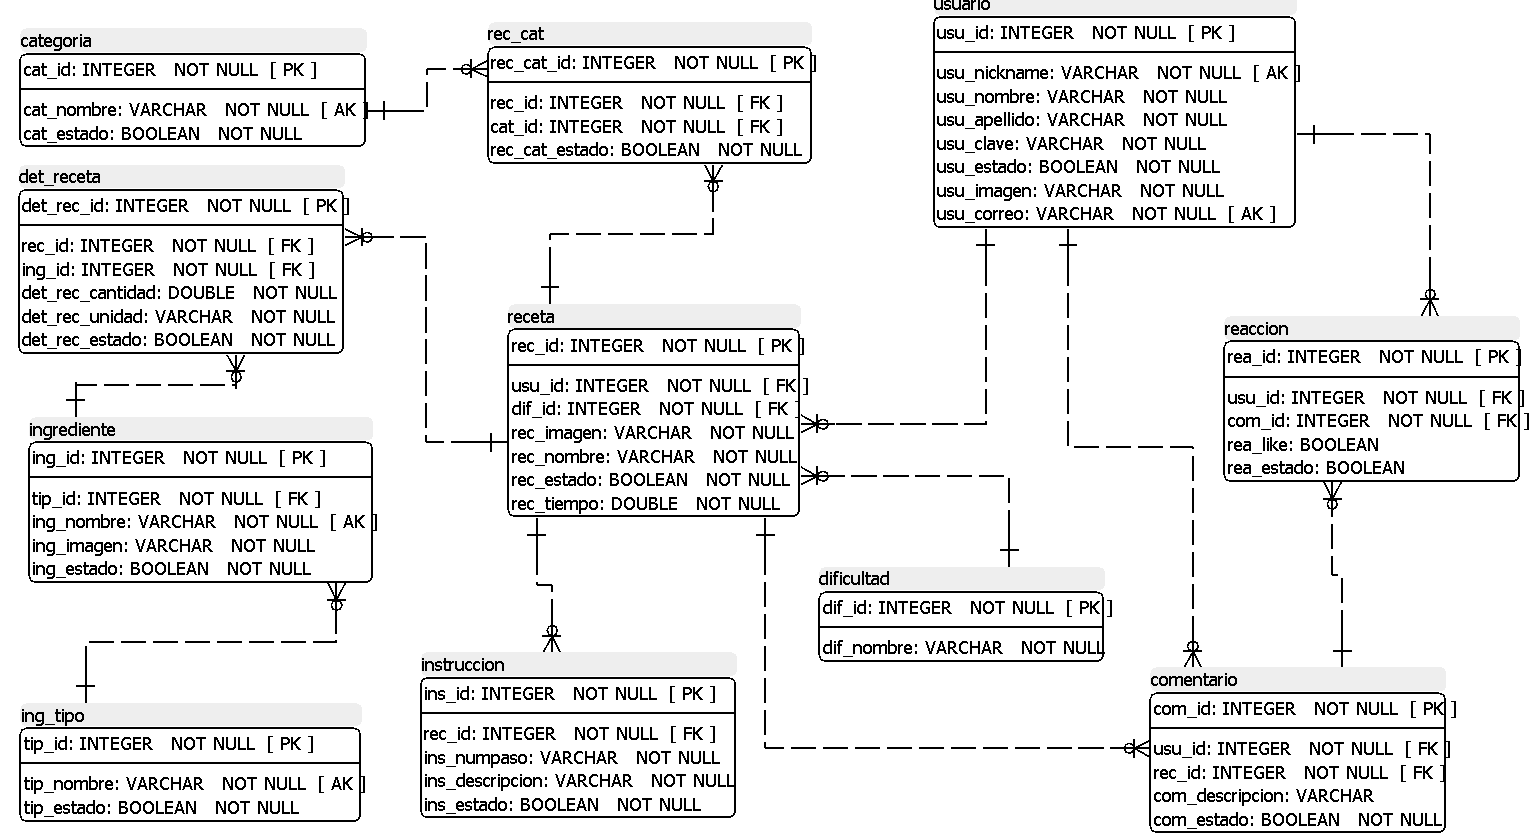 categoria
cat_id: INTEGER NOT NULL [ PK ]
cat_nombre: VARCHAR NOT NULL [ AK ]
cat_estado: BOOLEAN NOT NULL
rec_cat
rec_cat_id: INTEGER NOT NULL [ PK ]
rec_id: INTEGER NOT NULL [ FK ]
cat_id: INTEGER NOT NULL [ FK ]
rec_cat_estado: BOOLEAN NOT NULL
usuario
usu_id: INTEGER NOT NULL [ PK ]
usu_nickname: VARCHAR NOT NULL [ AK ]
usu_nombre: VARCHAR NOT NULL
usu_apellido: VARCHAR NOT NULL
usu_clave: VARCHAR NOT NULL
usu_estado: BOOLEAN NOT NULL
usu_imagen: VARCHAR NOT NULL
usu_correo: VARCHAR NOT NULL [ AK ]
det_receta
det_rec_id: INTEGER NOT NULL [ PK ]
rec_id: INTEGER NOT NULL [ FK ]
ing_id: INTEGER NOT NULL [ FK ]
det_rec_cantidad: DOUBLE NOT NULL
det_rec_unidad: VARCHAR NOT NULL
det_rec_estado: BOOLEAN NOT NULL
receta
rec_id: INTEGER NOT NULL [ PK ]
usu_id: INTEGER NOT NULL [ FK ]
dif_id: INTEGER NOT NULL [ FK ]
rec_imagen: VARCHAR NOT NULL
rec_nombre: VARCHAR NOT NULL
rec_estado: BOOLEAN NOT NULL
rec_tiempo: DOUBLE NOT NULL
reaccion
rea_id: INTEGER NOT NULL [ PK ]
usu_id: INTEGER NOT NULL [ FK ]
com_id: INTEGER NOT NULL [ FK ]
rea_like: BOOLEAN
rea_estado: BOOLEAN
ingrediente
ing_id: INTEGER NOT NULL [ PK ]
tip_id: INTEGER NOT NULL [ FK ]
ing_nombre: VARCHAR NOT NULL [ AK ]
ing_imagen: VARCHAR NOT NULL
ing_estado: BOOLEAN NOT NULL
dificultad
dif_id: INTEGER NOT NULL [ PK ]
dif_nombre: VARCHAR NOT NULL
instruccion
ins_id: INTEGER NOT NULL [ PK ]
rec_id: INTEGER NOT NULL [ FK ]
ins_numpaso: VARCHAR NOT NULL
ins_descripcion: VARCHAR NOT NULL
ins_estado: BOOLEAN NOT NULL
comentario
com_id: INTEGER NOT NULL [ PK ]
usu_id: INTEGER NOT NULL [ FK ]
rec_id: INTEGER NOT NULL [ FK ]
com_descripcion: VARCHAR
com_estado: BOOLEAN NOT NULL
ing_tipo
tip_id: INTEGER NOT NULL [ PK ]
tip_nombre: VARCHAR NOT NULL [ AK ]
tip_estado: BOOLEAN NOT NULL